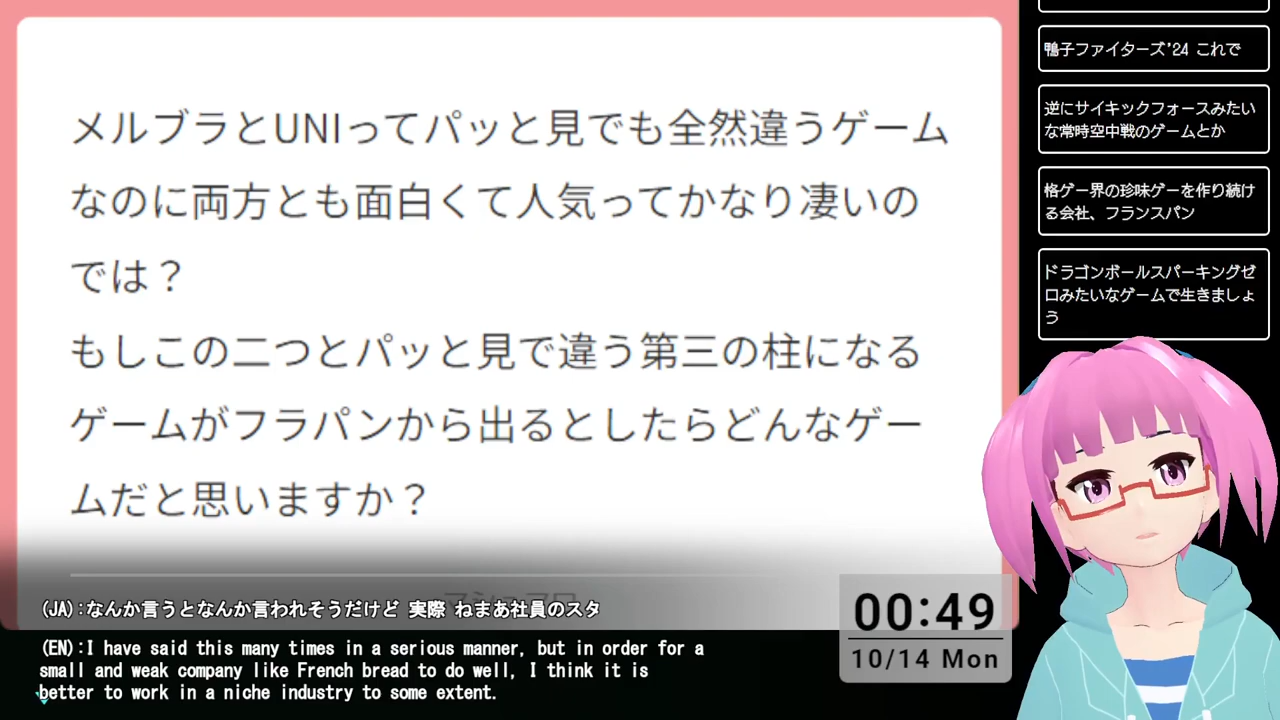 メルブラとUNIってパッと見でも全然違うゲーム
なのに両方とも面白くて人気ってかなり凄いの
では？
もしこの二つとパッと見で違う第三の柱になる
ゲームがフラパンから出るとしたらどんなゲー
ムだと思いますか？
(JA):なんか言うとなんか言われそうだけど 実際 ねまあ社員のスタ
(EN):I have said this many times in a serious manner, but in order for a
small and weak company like French bread to do well, I think it is
better to work in a niche industry to some extent.
00:49
10/14 Mon
鴨子ファイターズ’24 これで
逆にサイキックフォースみたい
な常時空中戦のゲームとか
格ゲー界の珍味ゲーを作り続け
る会社、フランスパン
ドラゴンボールスパーキングゼ
ロみたいなゲームで生きましょ
う